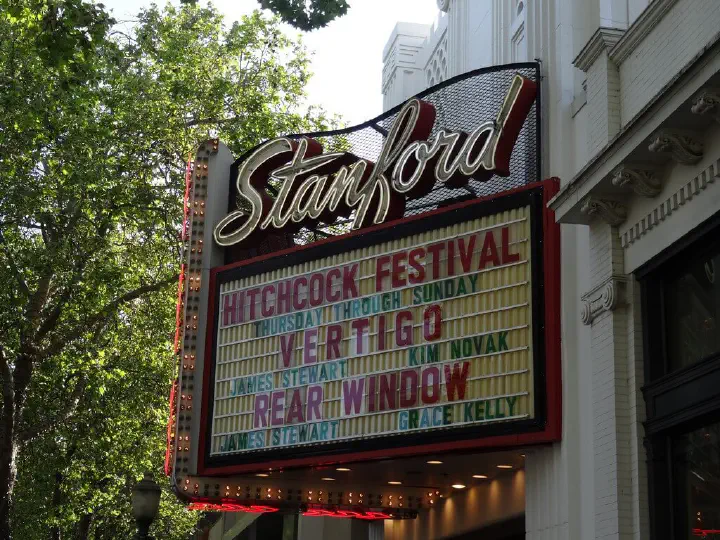 Stanford
HITCHCOCK FESTIVAL
THURSDAY THROUGH SUNDAY
VERTIGO
JAMES STEWART KIM NOVAK
REAR WINDOW
JAMES STEWART GRACE KELLY